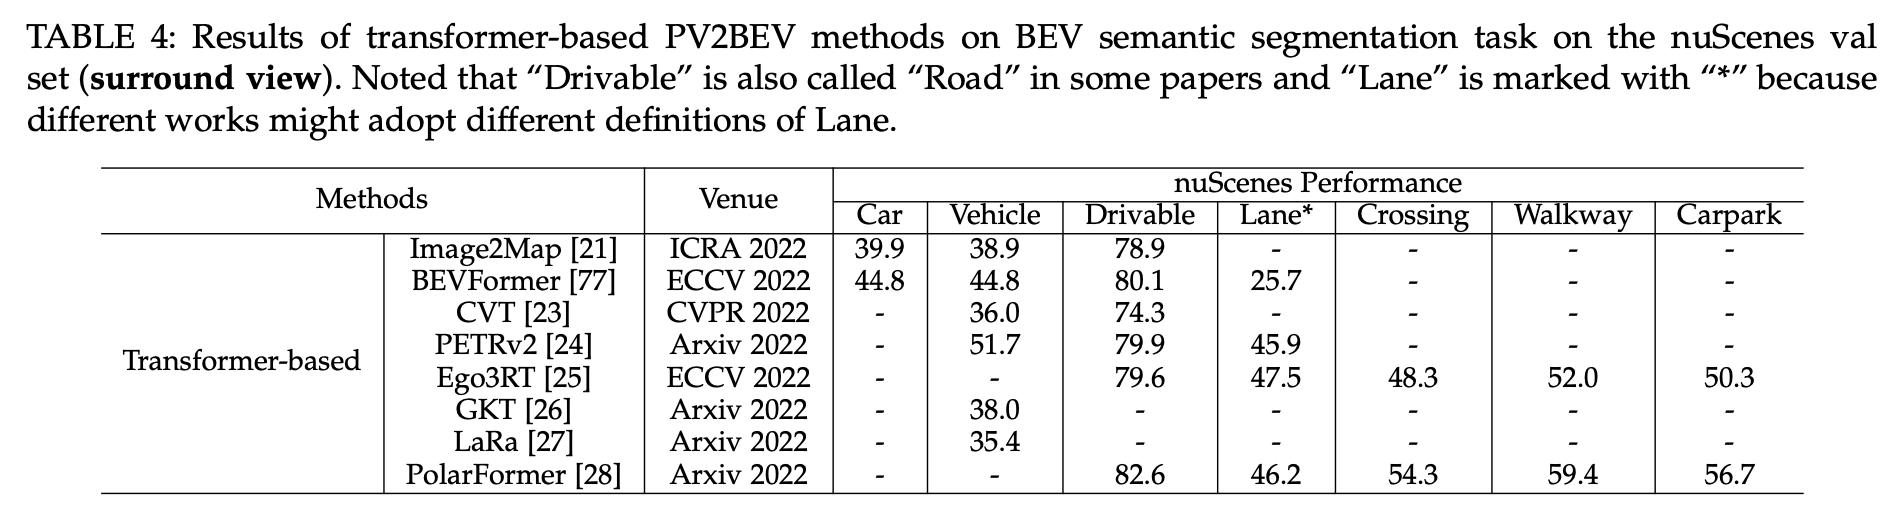 TABLE 4: Results of transformer-based PV2BEV methods on BEV semantic segmentation task on the nuScenes val
set (surround view). Noted that “Drivable” is also called “Road” in some papers and “Lane” is marked with “*” because
different works might adopt different definitions of Lane.
Methods Venue nuScenes Performance
Car Vehicle Drivable Lane* Crossing Walkway Carpark
Transformer-based
Image2Map [21] ICRA 2022 39.9 38.9 78.9 - - - -
BEVFormer [77] ECCV 2022 44.8 44.8 80.1 25.7 - - -
CVT [23] CVPR 2022 - 36.0 74.3 - - - -
PETRv2 [24] Arxiv 2022 - 51.7 79.9 45.9 - - -
Ego3RT [25] ECCV 2022 - - 79.6 47.5 48.3 52.0 50.3
GKT [26] Arxiv 2022 - 38.0 - - - - -
LaRa [27] Arxiv 2022 - 35.4 - - - - -
PolarFormer [28] Arxiv 2022 - - 82.6 46.2 54.3 59.4 56.7